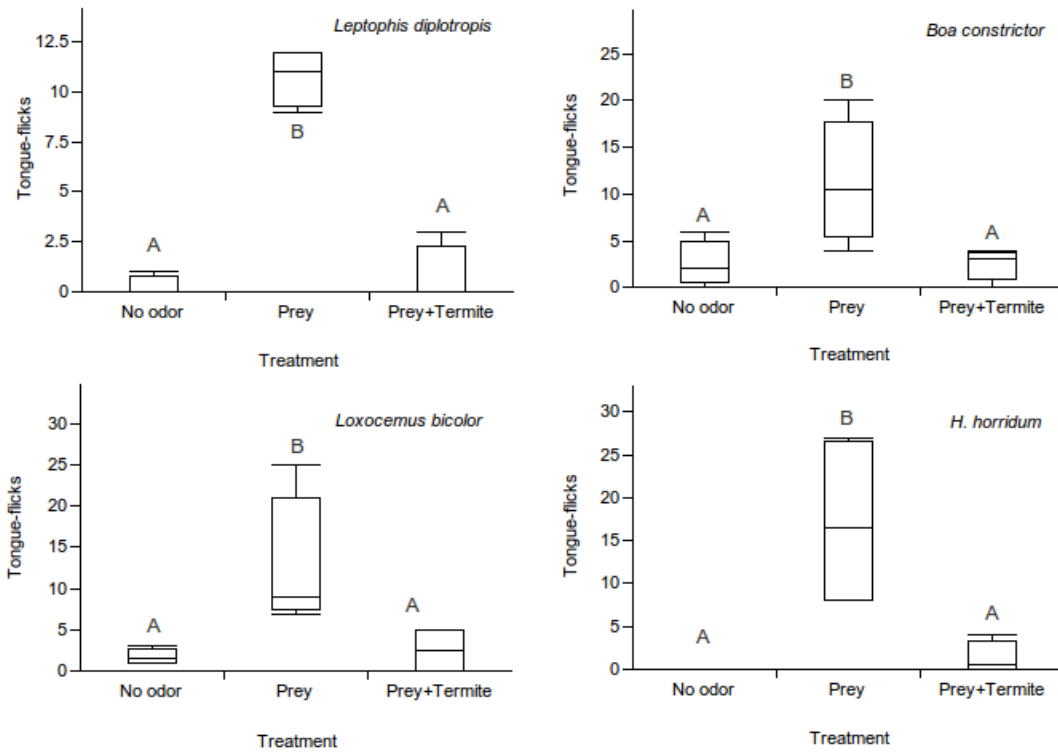 Leptophis diplotropis
Tongue-flicks
12.5
10
7.5
5
2.5
0
A
B
A
No odor Prey Prey+Termite
Treatment
Boa constrictor
Tongue-flicks
25
20
15
10
5
0
A
B
A
No odor Prey Prey+Termite
Treatment
Loxocemus bicolor
Tongue-flicks
30
25
20
15
10
5
0
A
B
A
No odor Prey Prey+Termite
Treatment
H. horridum
Tongue-flicks
30
25
20
15
10
5
0
A
B
A
No odor Prey Prey+Termite
Treatment